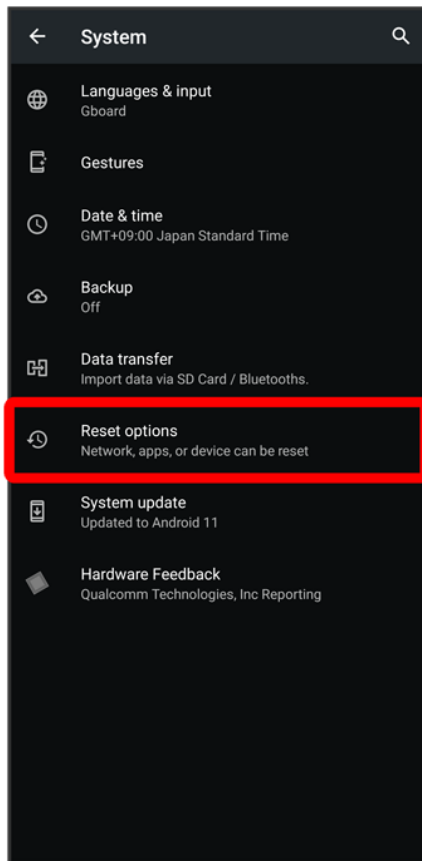 System
Languages & input
Gboard
Gestures
Date & time
GMT+09:00 Japan Standard Time
Backup
Off
Data transfer
Import data via SD Card / Bluetooths.
Reset options
Network, apps, or device can be reset
System update
Updated to Android 11
Hardware Feedback
Qualcomm Technologies, Inc Reporting